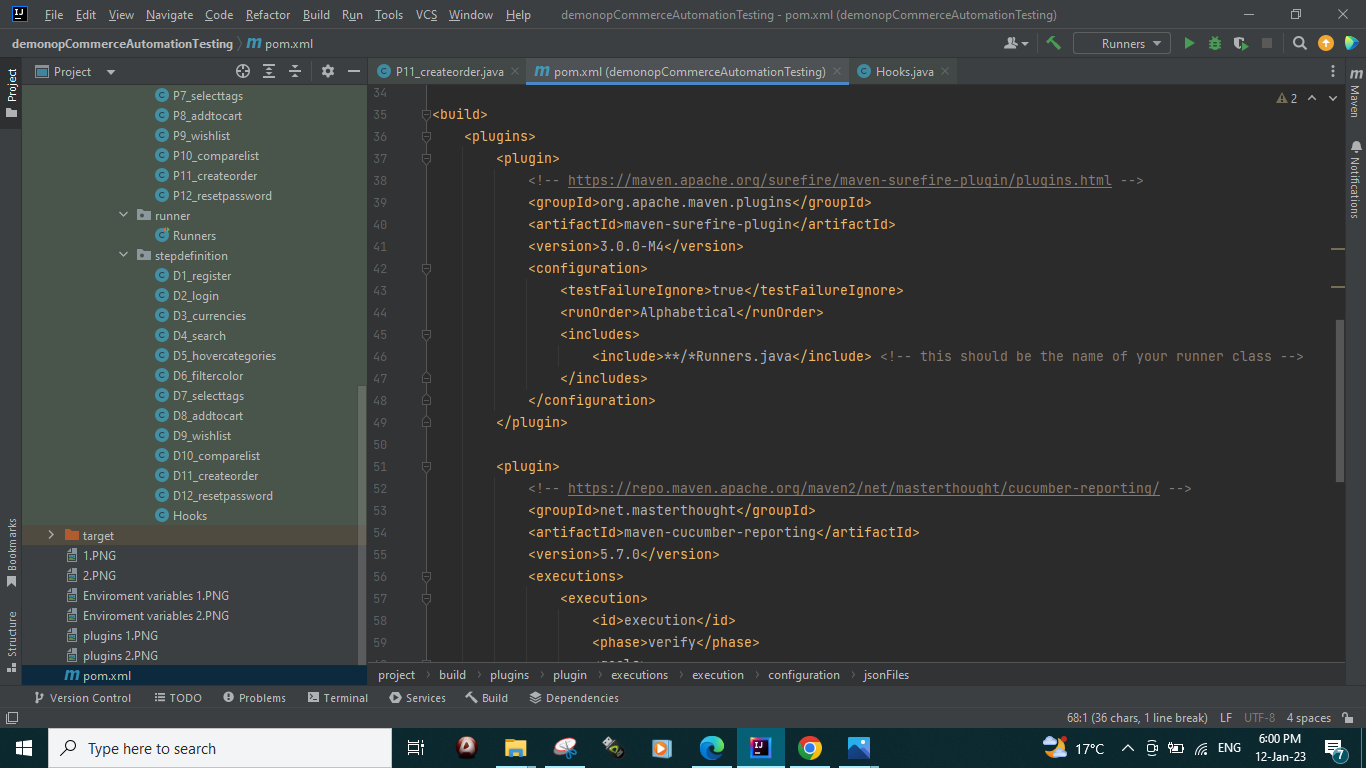 File Edit View Navigate Code Refactor Build Run Tools VCS Window Help demonopCommerceAutomationTesting - pom.xml (demonopCommerceAutomationTesting)
demonopCommerceAutomationTesting pom.xml Runners
Project
Project
P11_createorder.java pom.xml (demonopCommerceAutomationTesting) Hooks.java
Maven
Notifications
P7_selecttags
P8_addtocart
P9_wishlist
P10_comparelist
P11_createorder
P12_resetpassword
runner
Runners
stepdefinition
D1_register
D2_login
D3_currencies
D4_search
D5_hovercategories
D6_filtercolor
D7_selecttags
D8_addtocart
D9_wishlist
D10_comparelist
D11_createorder
D12_resetpassword
Hooks
target
1.PNG
2.PNG
Enviroment variables 1.PNG
Enviroment variables 2.PNG
plugins 1.PNG
plugins 2.PNG
pom.xml
Bookmarks
Structure
2
34
35 <build>
36 <plugins>
37 <plugin>
38 <!-- https://maven.apache.org/surefire/maven-surefire-plugin/plugins.html -->
39 <groupId>org.apache.maven.plugins</groupId>
40 <artifactId>maven-surefire-plugin</artifactId>
41 <version>3.0.0-M4</version>
42 <configuration>
43 <testFailureIgnore>true</testFailureIgnore>
44 <runOrder>Alphabetical</runOrder>
45 <includes>
46 <include>**/*Runners.java</include> <!-- this should be the name of your runner class -->
47 </includes>
48 </configuration>
49 </plugin>
50
51 <plugin>
52 <!-- https://repo.maven.apache.org/maven2/net/masterthought/cucumber-reporting/ -->
53 <groupId>net.masterthought</groupId>
54 <artifactId>maven-cucumber-reporting</artifactId>
55 <version>5.7.0</version>
56 <executions>
57 <execution>
58 <id>execution</id>
59 <phase>verify</phase>
project build plugins plugin executions execution configuration jsonFiles
Version Control TODO Problems Terminal Services Build Dependencies
68:1 (36 chars, 1 line break) LF UTF-8 4 spaces
Type here to search
17°C ENG
6:00 PM
12-Jan-23
7